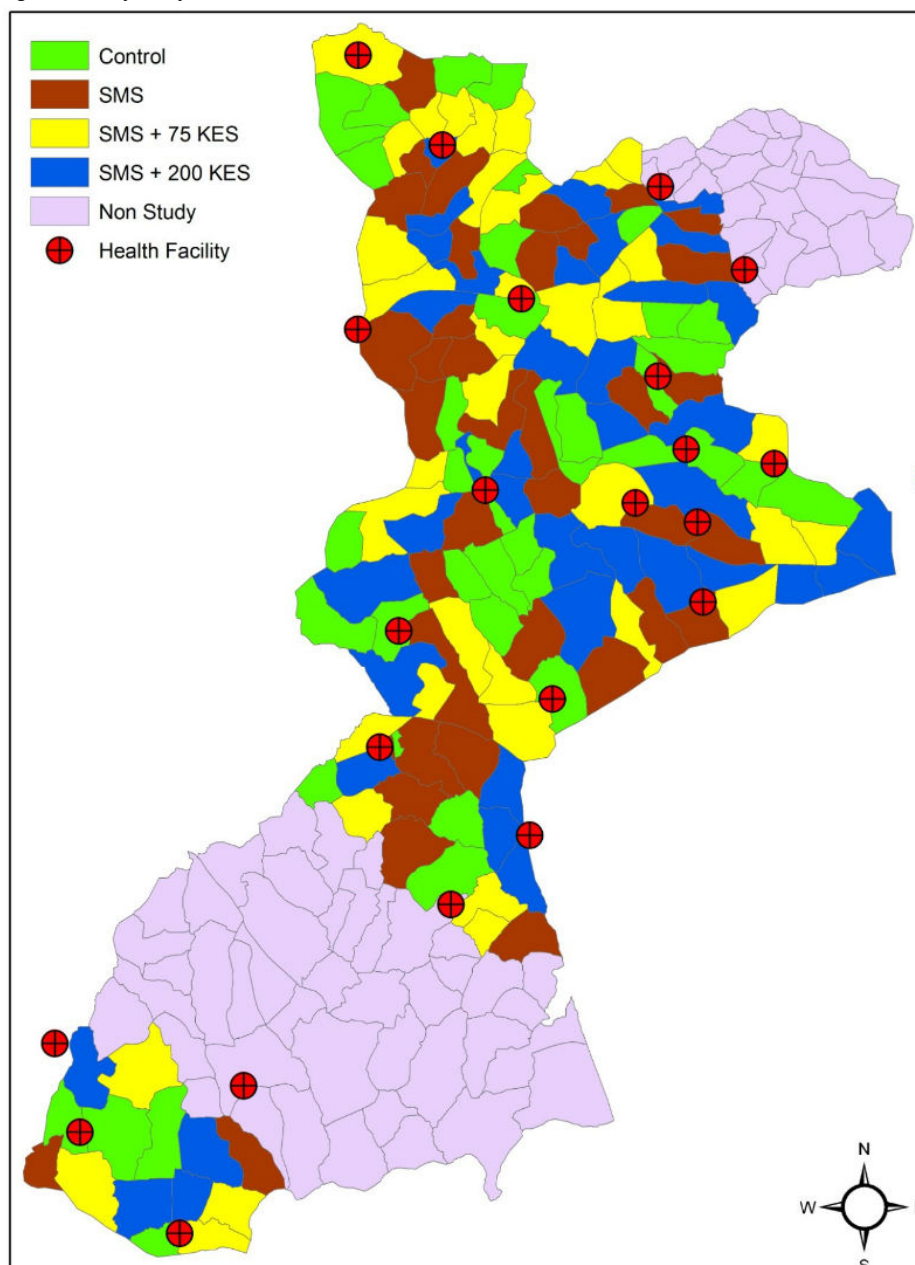 Control
SMS
SMS + 75 KES
SMS + 200 KES
Non Study
Health Facility
N
W
S